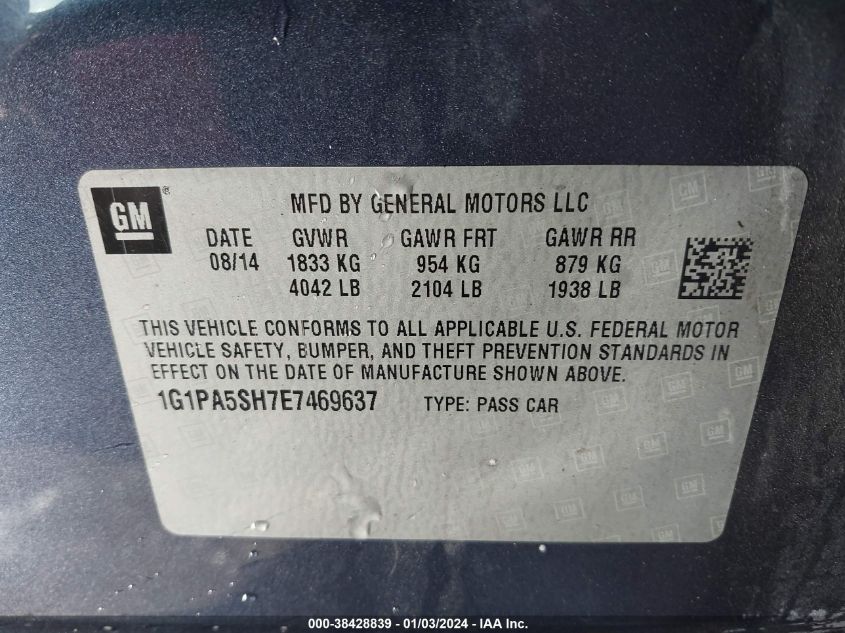 GM ®
MFD BY GENERAL MOTORS LLC
DATE GVWR GAWR FRT GAWR RR
08/14 1833 KG 954 KG 879 KG
4042 LB 2104 LB 1938 LB
THIS VEHICLE CONFORMS TO ALL APPLICABLE U.S. FEDERAL MOTOR
VEHICLE SAFETY, BUMPER, AND THEFT PREVENTION STANDARDS IN
EFFECT ON THE DATE OF MANUFACTURE SHOWN ABOVE.
1G1PA5SH7E7469637 TYPE: PASS CAR
000-38428839 - 01/03/2024 - IAA Inc.